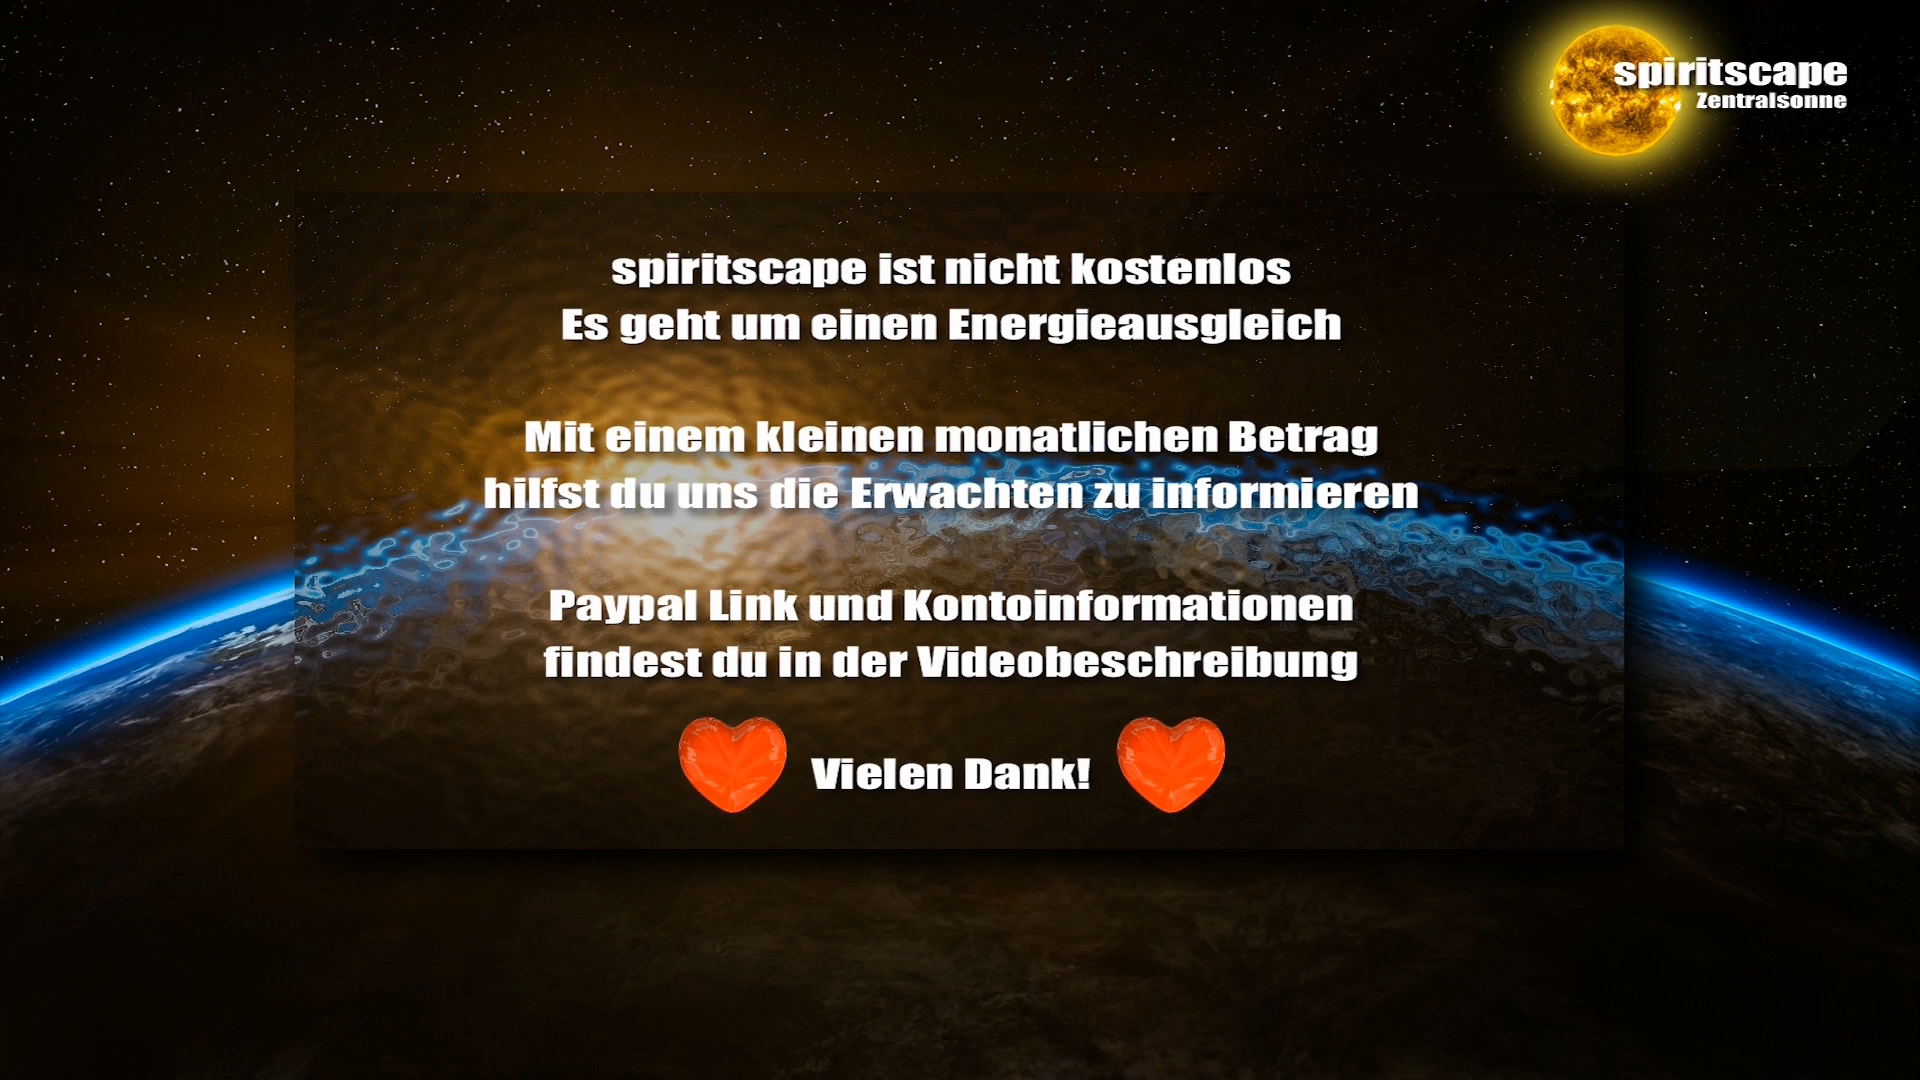 spiritscape
Zentralsonne
spiritscape ist nicht kostenlos
Es geht um einen Energieausgleich
Mit einem kleinen monatlichen Betrag
hilfst du uns die Erwachten zu informieren
Paypal Link und Kontoinformationen
findest du in der Videobeschreibung
Vielen Dank!